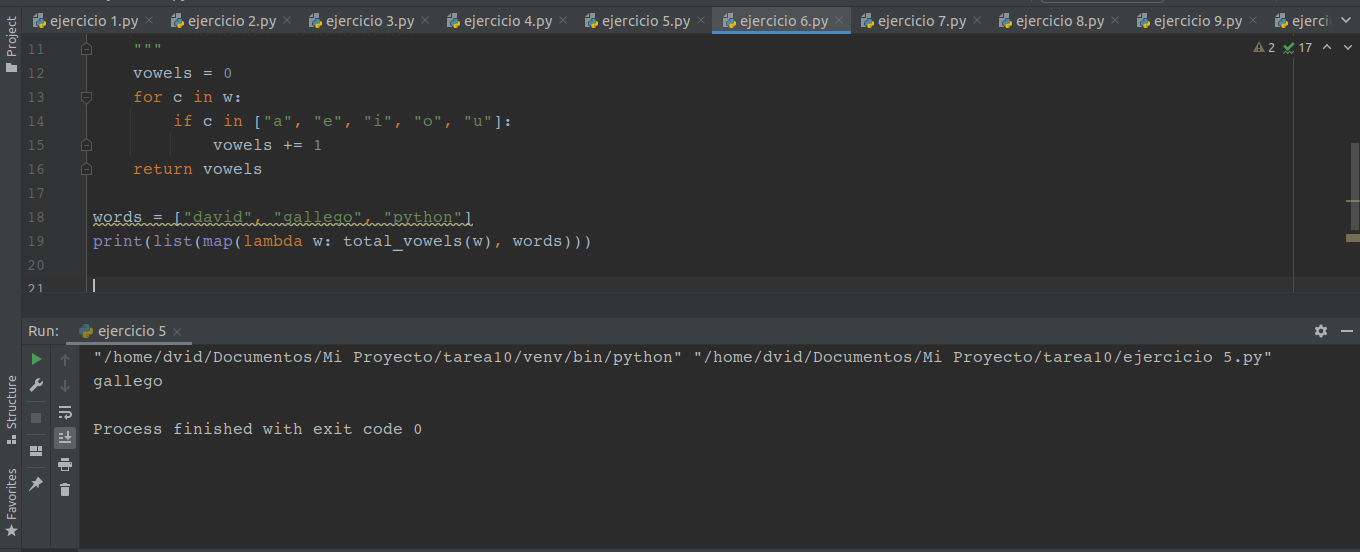 ejercicio 1.py ejercicio 2.py ejercicio 3.py ejercicio 4.py ejercicio 5.py ejercicio 6.py ejercicio 7.py ejercicio 8.py ejercicio 9.py
Project
2 17
11 """
12 vowels = 0
13 for c in w:
14 if c in ["a", "e", "i", "o", "u"]:
15 vowels += 1
16 return vowels
17
18 words = ["david", "gallego", "python"]
19 print(list(map(lambda w: total_vowels(w), words)))
20
21
Run: ejercicio 5
"/home/dvid/Documentos/Mi Proyecto/tarea10/venv/bin/python" "/home/dvid/Documentos/Mi Proyecto/tarea10/ejercicio 5.py"
gallego
Process finished with exit code 0
Structure
Favorites